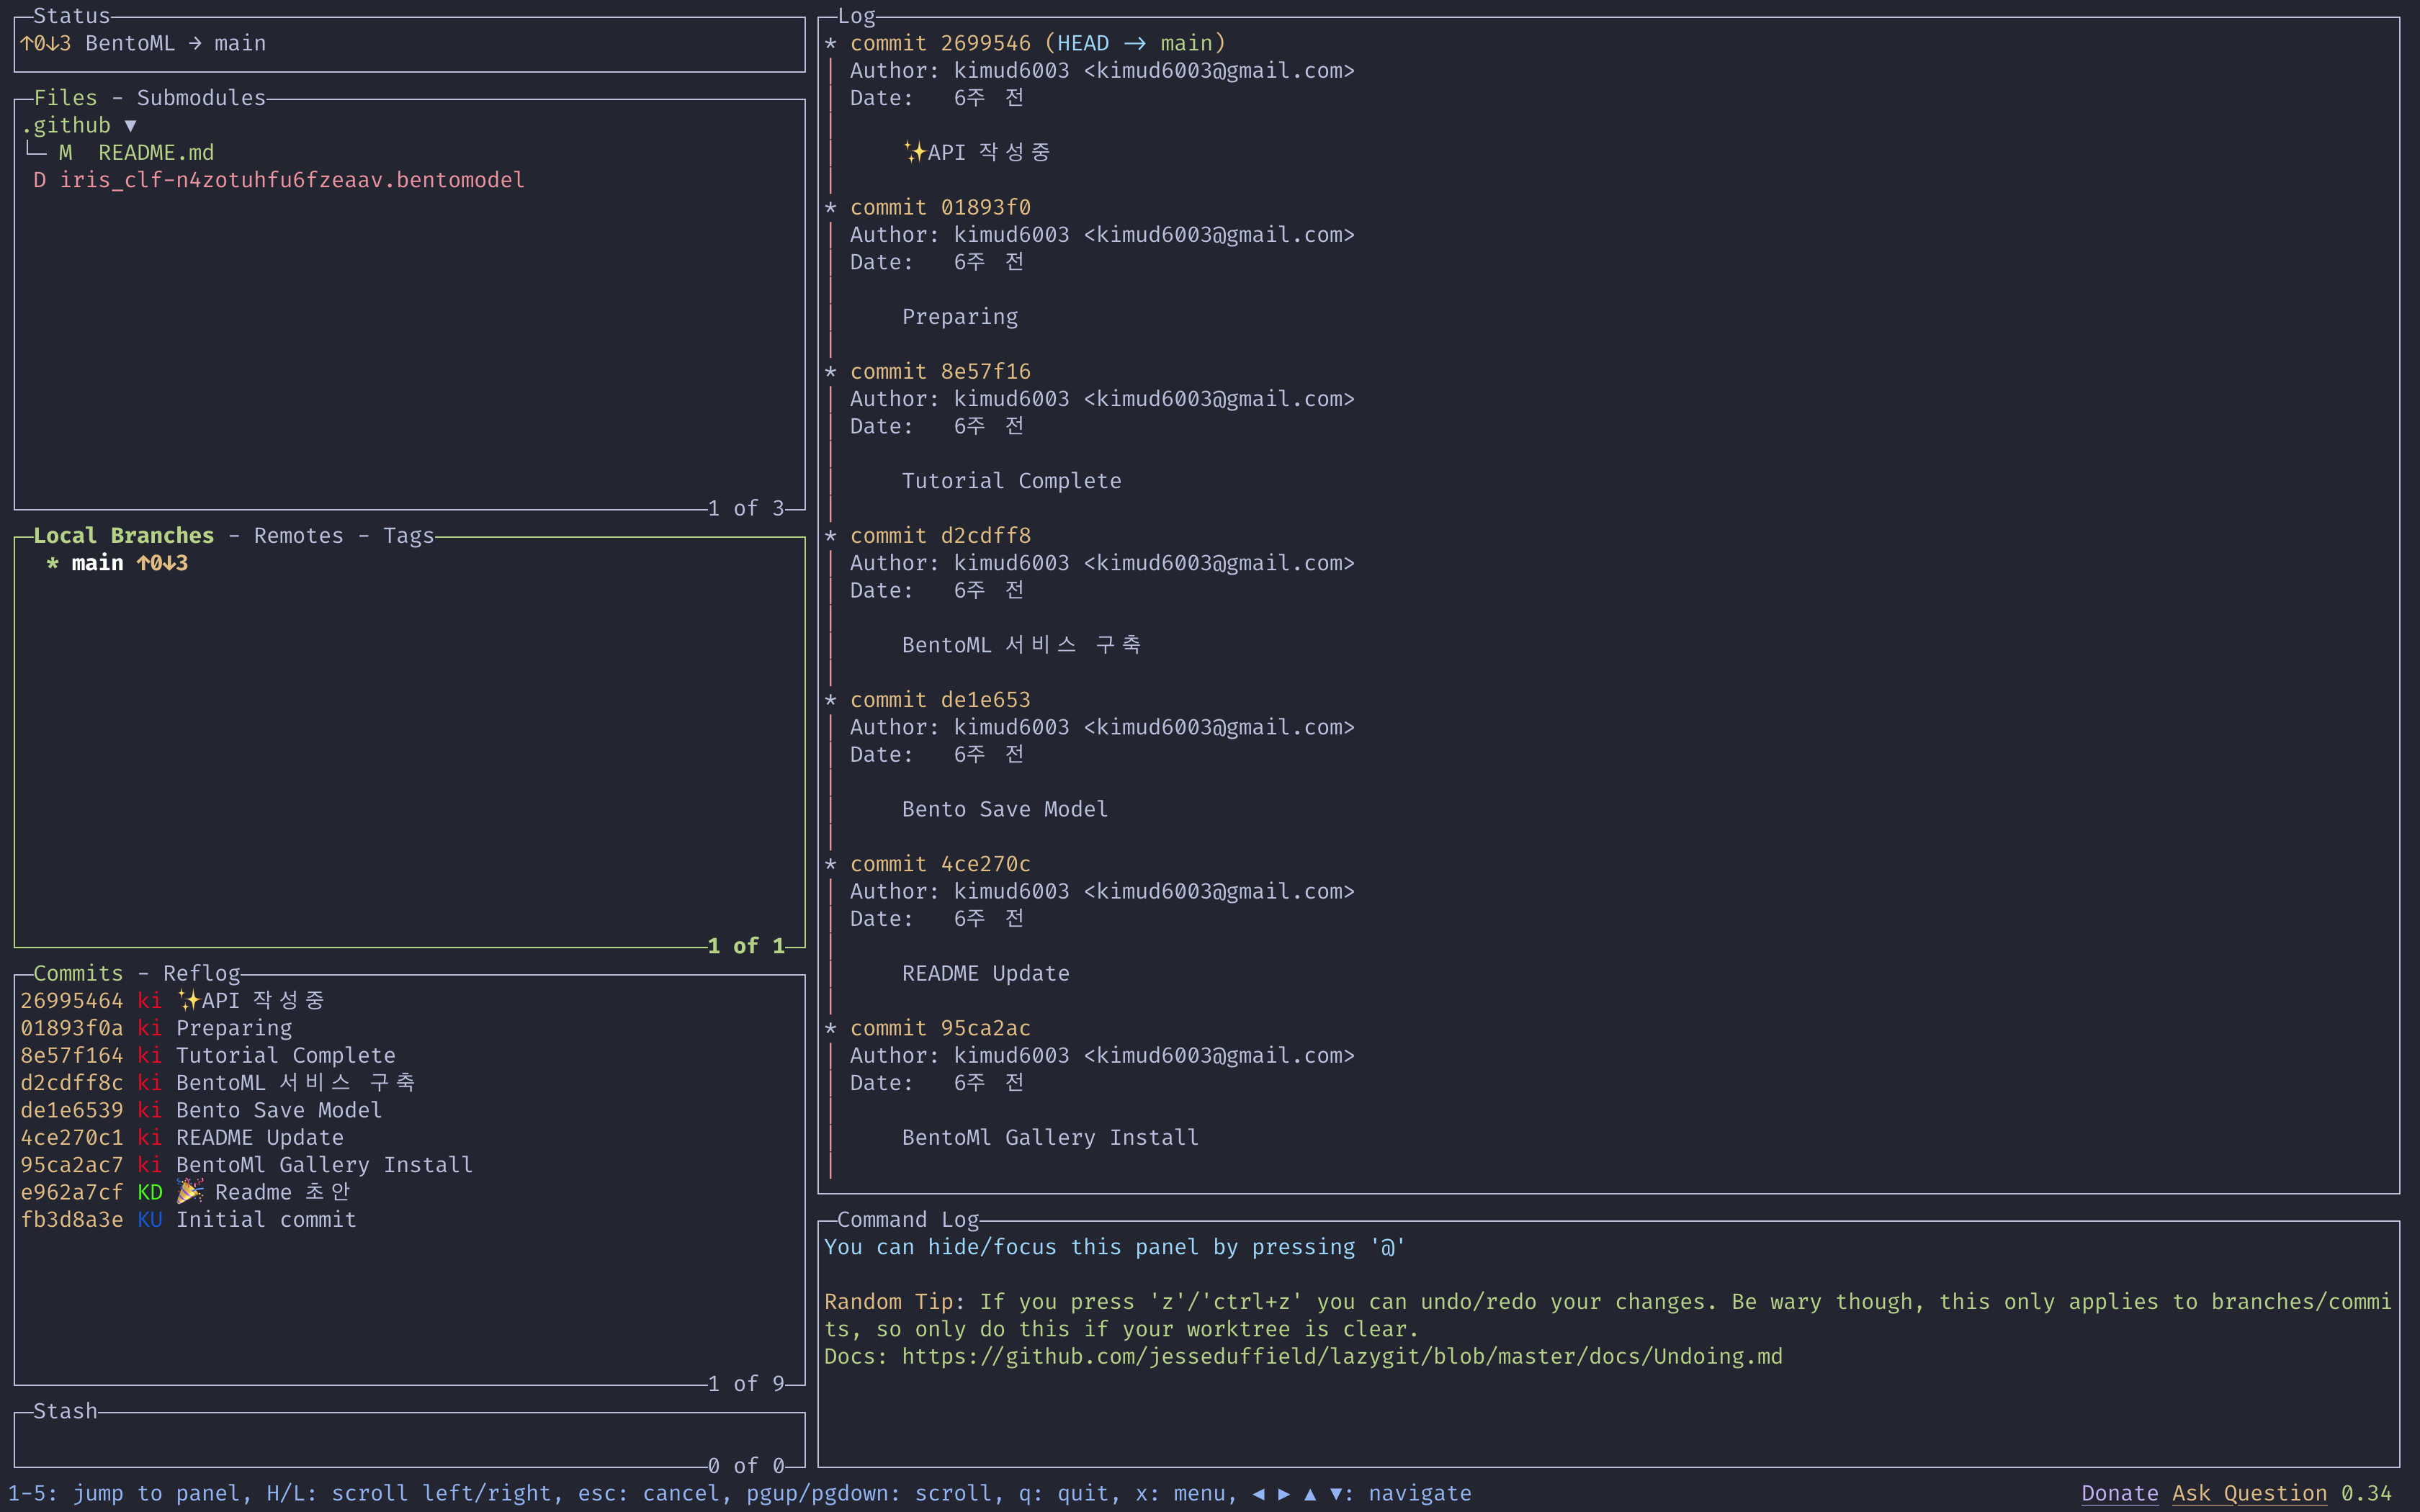 Status
↑0↓3 BentoML → main
Files - Submodules
.github ▼
└─ M  README.md
 D iris_clf-n4zotuhfu6fzeaav.bentomodel
1 of 3
Local Branches - Remotes - Tags
* main ↑0↓3
1 of 1
Commits - Reflog
26995464 ki ✨API 작성중
01893f0a ki Preparing
8e57f164 ki Tutorial Complete
d2cdff8c ki BentoML 서비스 구축
de1e6539 ki Bento Save Model
4ce270c1 ki README Update
95ca2ac7 ki BentoMl Gallery Install
e962a7cf KD 🎉 Readme 초안
fb3d8a3e KU Initial commit
1 of 9
Stash
0 of 0
Log
* commit 2699546 (HEAD → main)
| Author: kimud6003 <kimud6003@gmail.com>
| Date:   6주 전
|
|     ✨API 작성중
|
* commit 01893f0
| Author: kimud6003 <kimud6003@gmail.com>
| Date:   6주 전
|
|     Preparing
|
* commit 8e57f16
| Author: kimud6003 <kimud6003@gmail.com>
| Date:   6주 전
|
|     Tutorial Complete
|
* commit d2cdff8
| Author: kimud6003 <kimud6003@gmail.com>
| Date:   6주 전
|
|     BentoML 서비스 구축
|
* commit de1e653
| Author: kimud6003 <kimud6003@gmail.com>
| Date:   6주 전
|
|     Bento Save Model
|
* commit 4ce270c
| Author: kimud6003 <kimud6003@gmail.com>
| Date:   6주 전
|
|     README Update
|
* commit 95ca2ac
| Author: kimud6003 <kimud6003@gmail.com>
| Date:   6주 전
|
|     BentoMl Gallery Install
|
Command Log
You can hide/focus this panel by pressing '@'
Random Tip: If you press 'z'/'ctrl+z' you can undo/redo your changes. Be wary though, this only applies to branches/commi
ts, so only do this if your worktree is clear.
Docs: https://github.com/jesseduffield/lazygit/blob/master/docs/Undoing.md
1-5: jump to panel, H/L: scroll left/right, esc: cancel, pgup/pgdown: scroll, q: quit, x: menu, ◄ ► ▲ ▼: navigate
Donate Ask Question 0.34